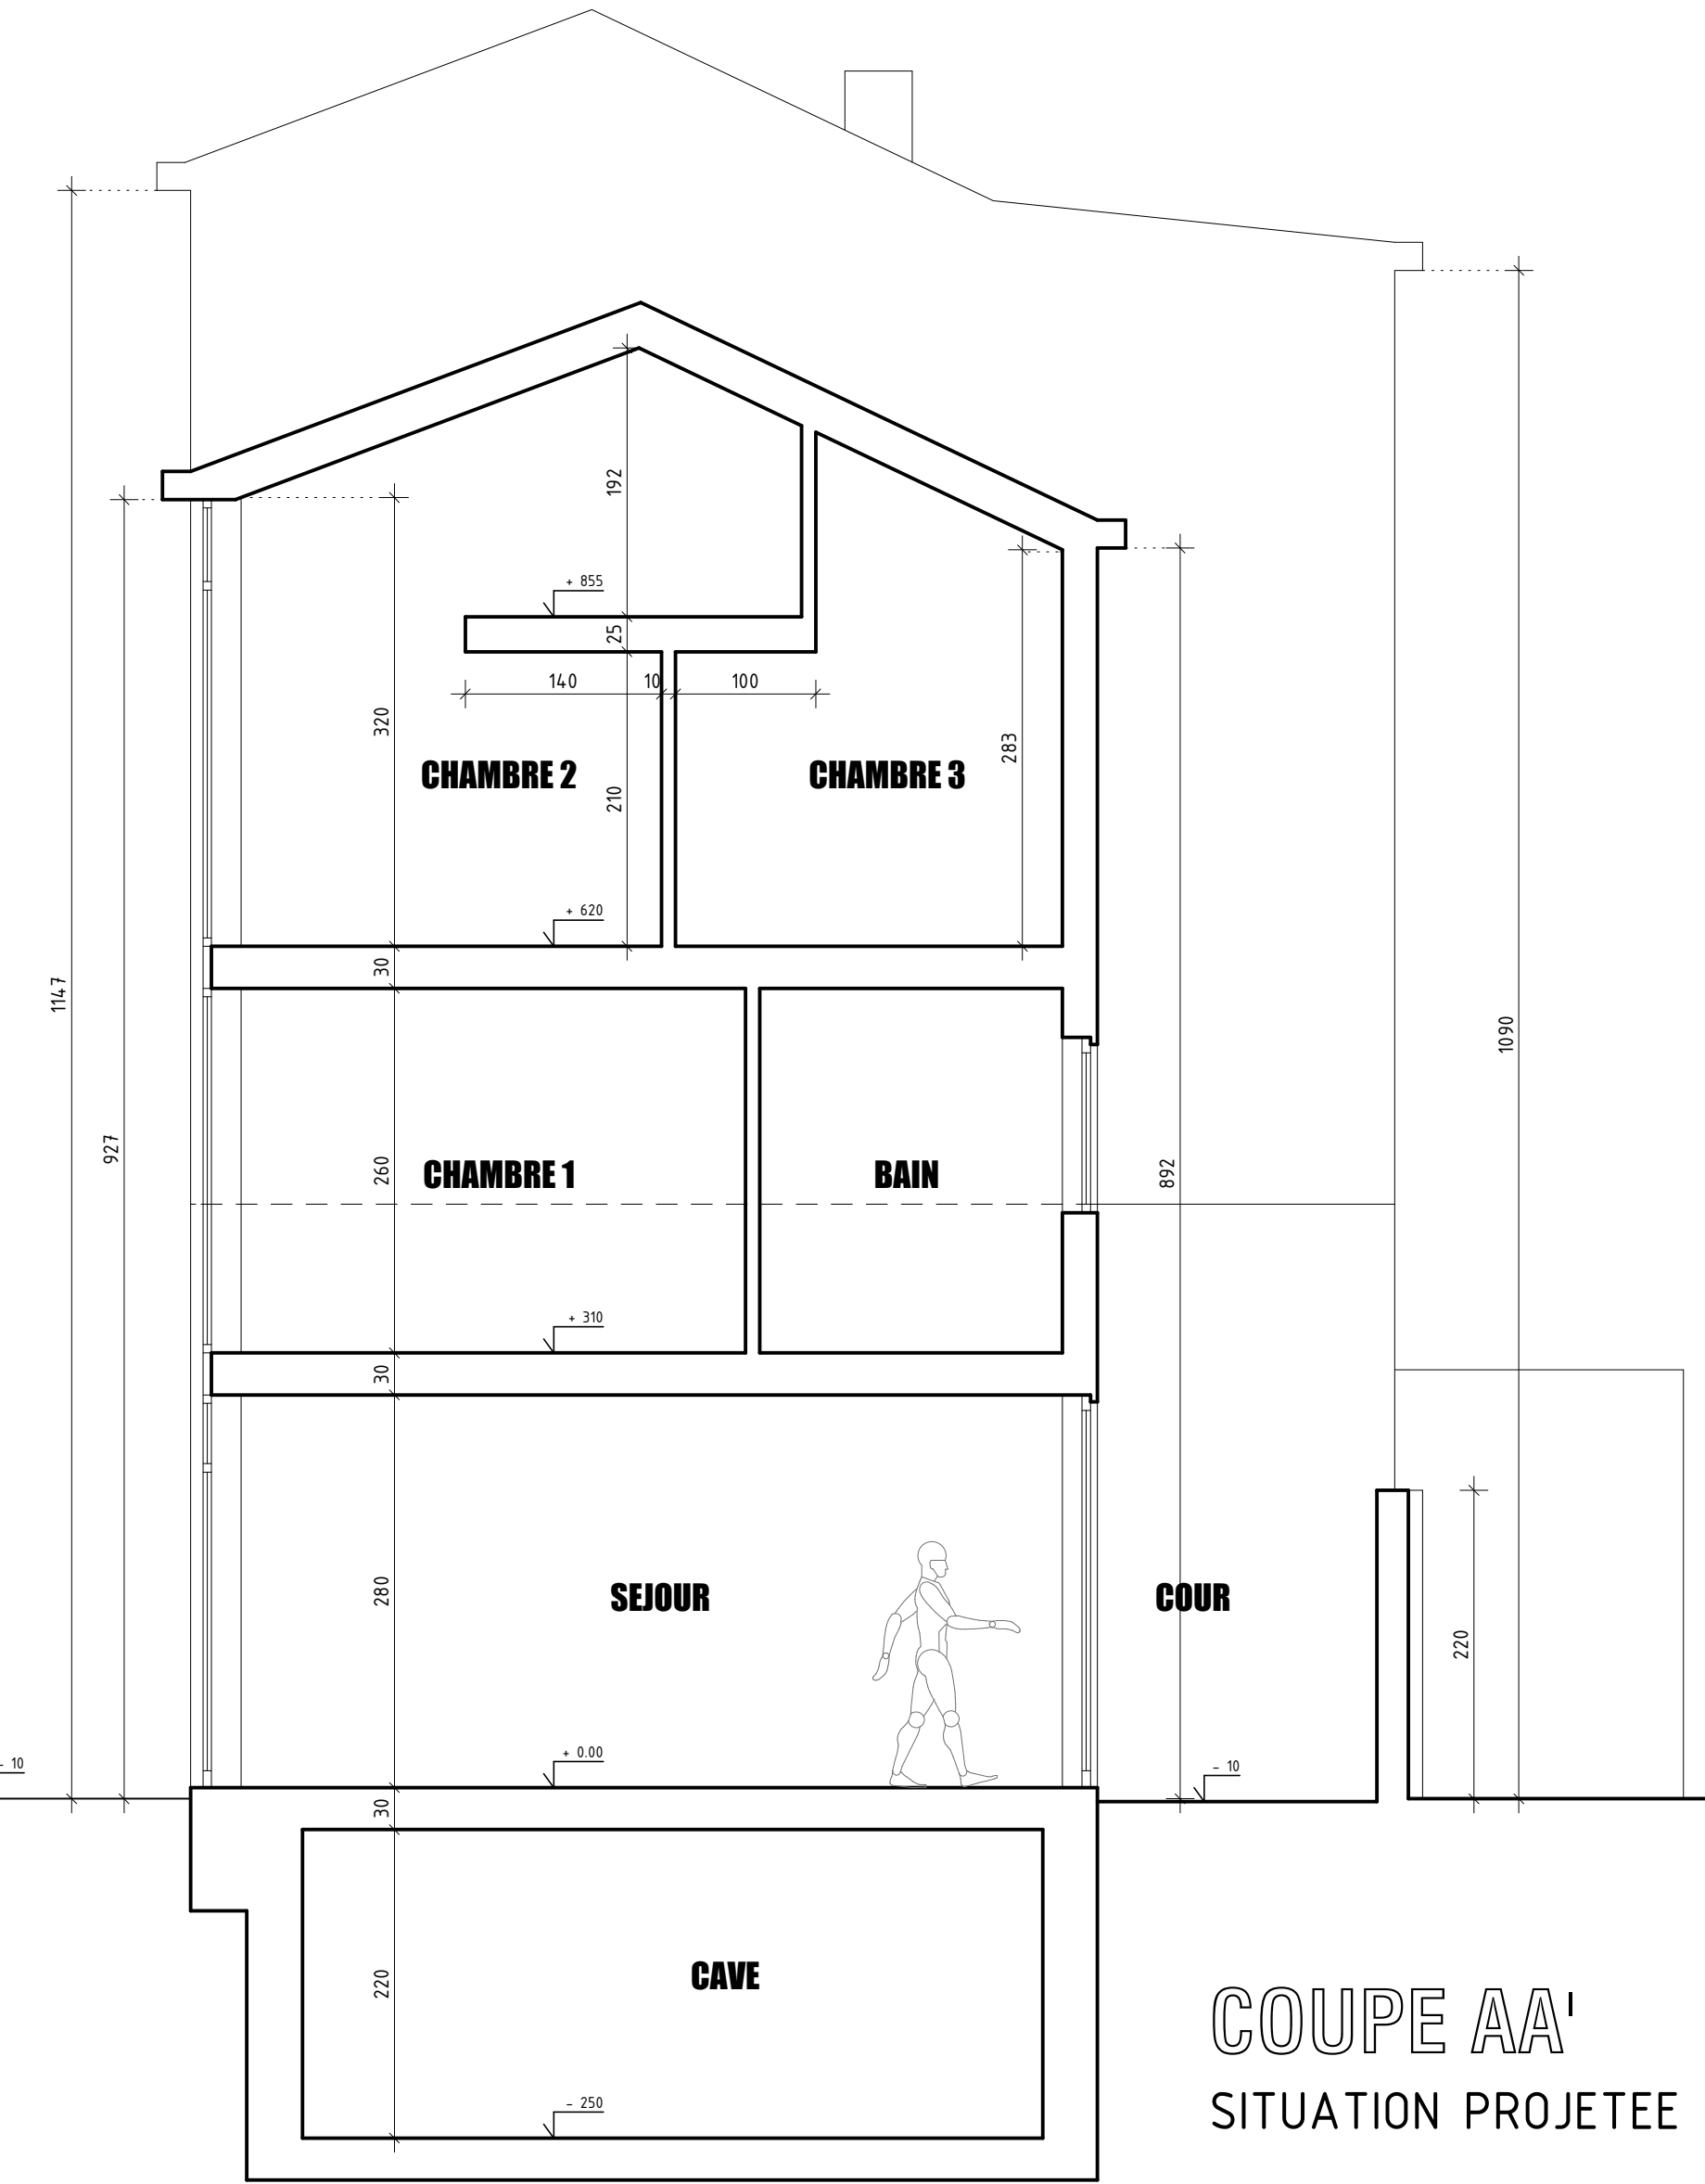 192
+ 855
25
140
10
100
320
283
CHAMBRE 2
CHAMBRE 3
210
+ 620
30
1147
1090
927
260
CHAMBRE 1
BAIN
892
+ 310
30
280
SEJOUR
COUR
220
+ 0.00
- 10
- 10
30
220
CAVE
- 250
COUPE AA'
SITUATION PROJETEE